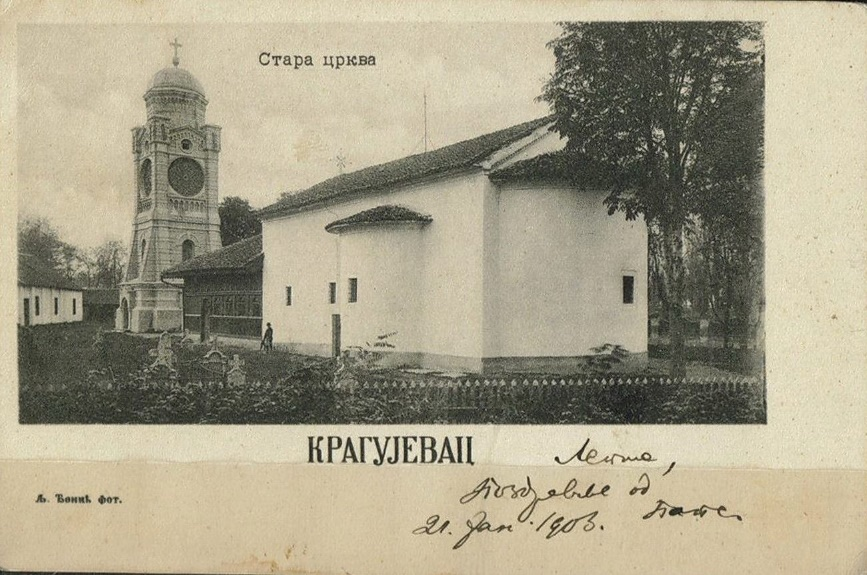 Стара црква
КРАГУЈЕВАЦ
Љ. Ђонић фот.
Поздравље од
21. Jan. 1903.